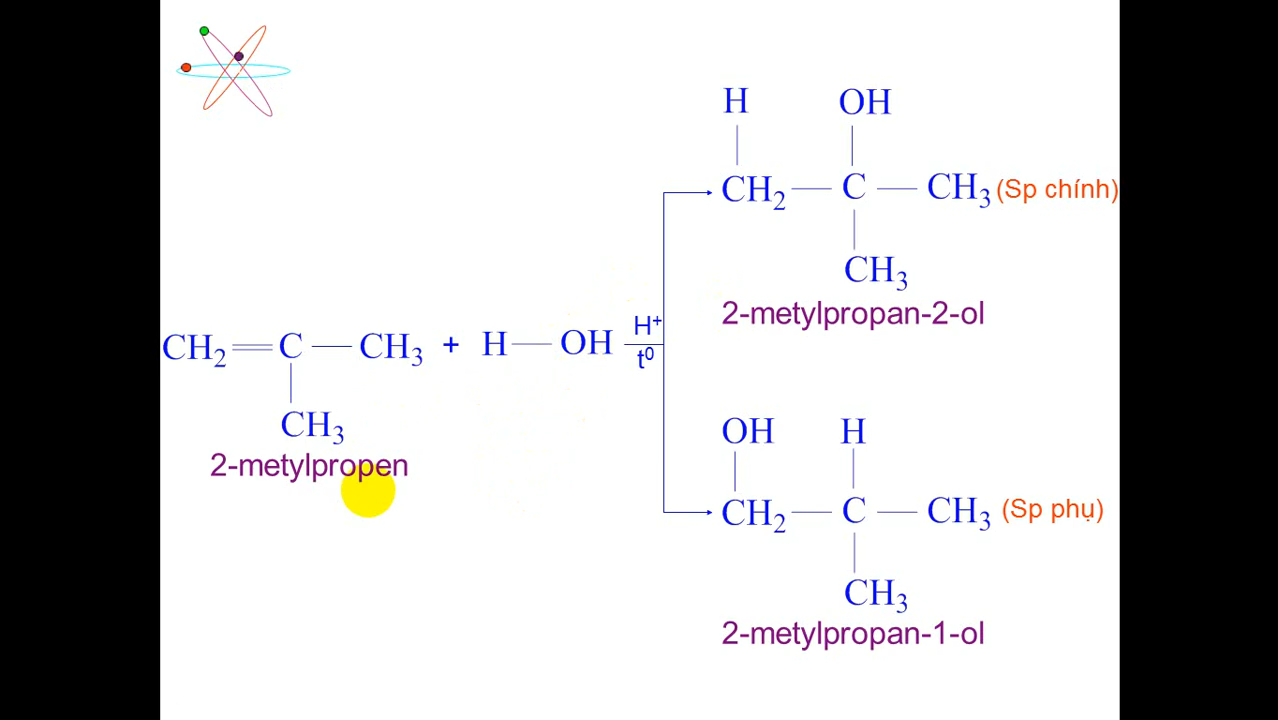 H OH
CH₂ — C — CH₃ (Sp chính)
CH₃
2-metylpropan-2-ol
CH₂ = C — CH₃ + H — OH H⁺
t⁰
CH₃
2-metylpropen
OH H
CH₂ — C — CH₃ (Sp phụ)
CH₃
2-metylpropan-1-ol